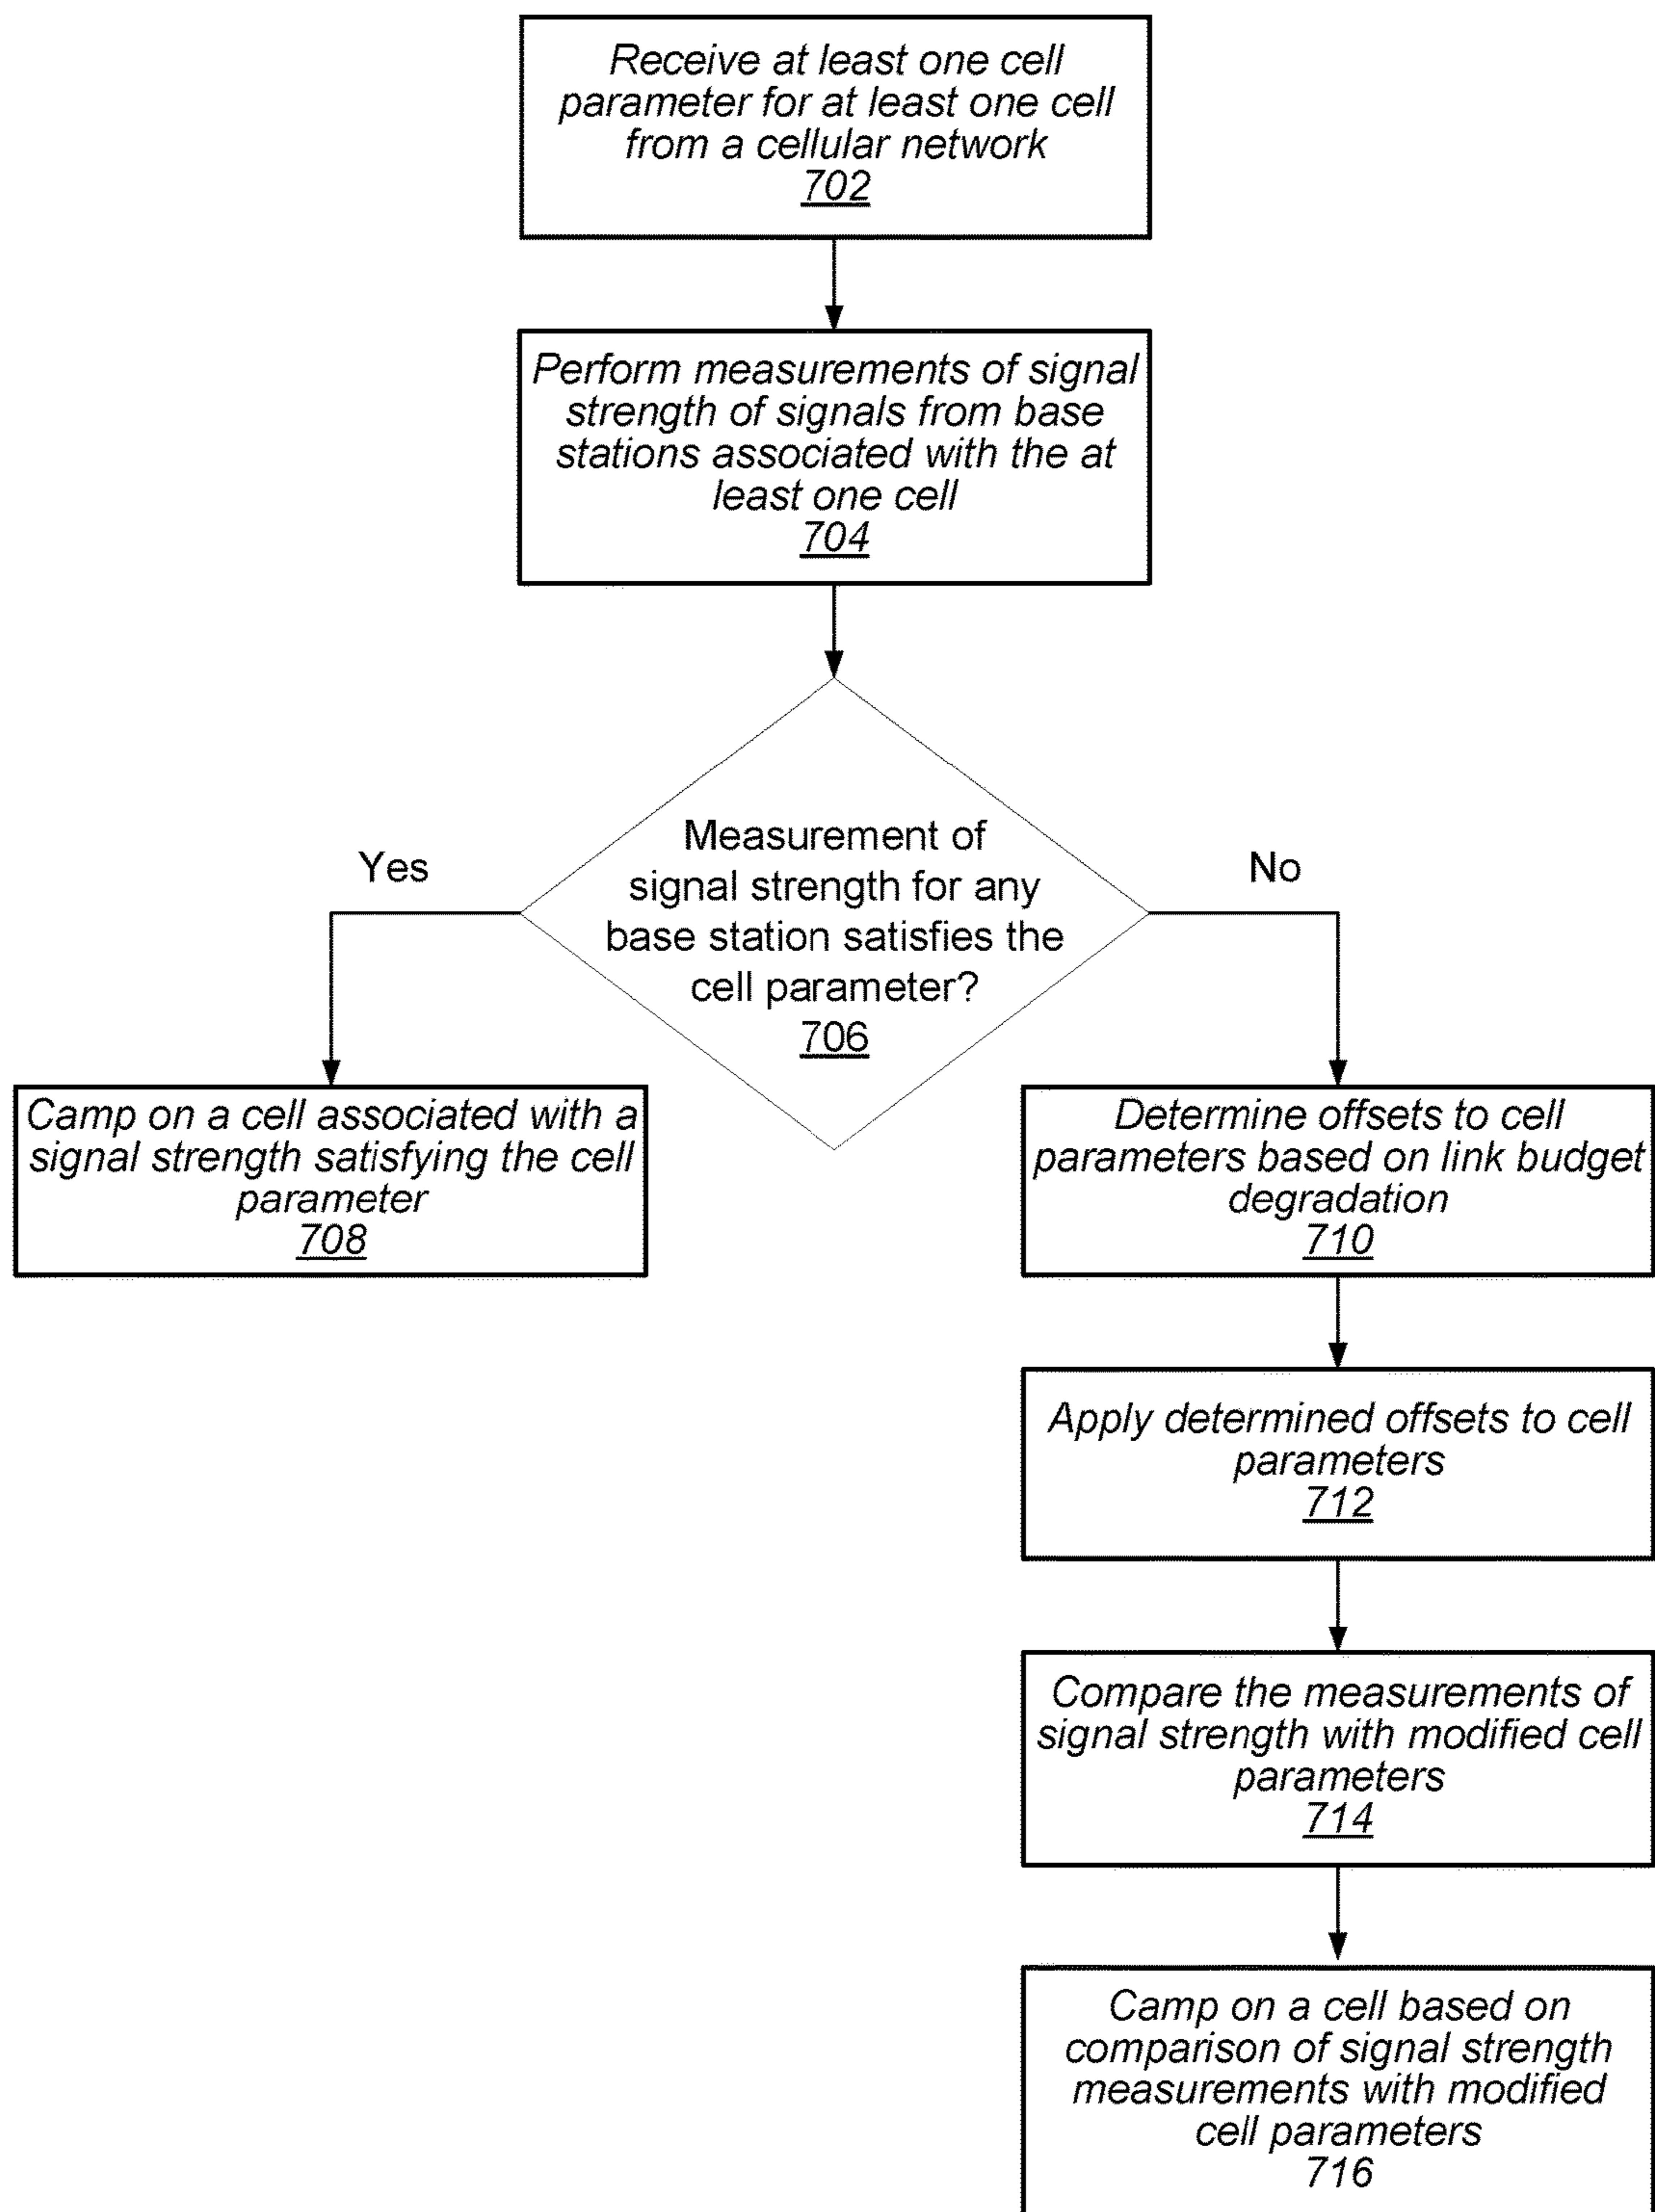 Receive at least one cell
parameter for at least one cell
from a cellular network
702
Perform measurements of signal
strength of signals from base
stations associated with the at
least one cell
704
Measurement of
signal strength for any
base station satisfies the
cell parameter?
706
Yes
No
Camp on a cell associated with a
signal strength satisfying the cell
parameter
708
Determine offsets to cell
parameters based on link budget
degradation
710
Apply determined offsets to cell
parameters
712
Compare the measurements of
signal strength with modified cell
parameters
714
Camp on a cell based on
comparison of signal strength
measurements with modified
cell parameters
716